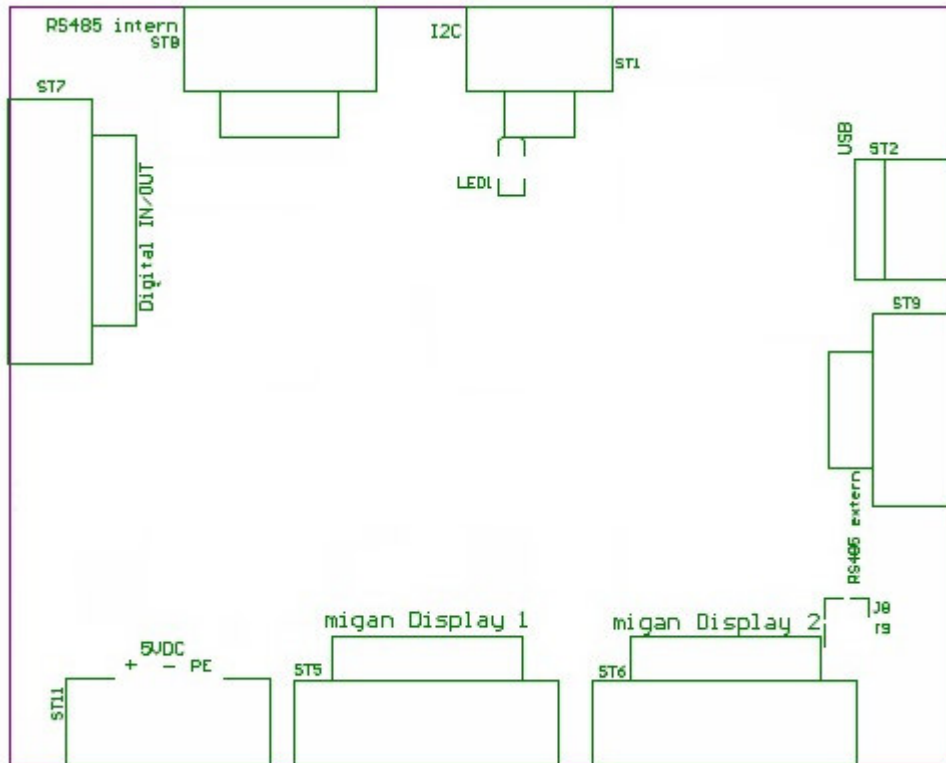 RS485 intern
ST8
I2C
ST1
ST7
USB
ST2
LED1
Digital IN/OUT
ST9
RS485 extern
J8
migan Display 1
migan Display 2
5VDC
+ - PE
ST5
ST6
ST11